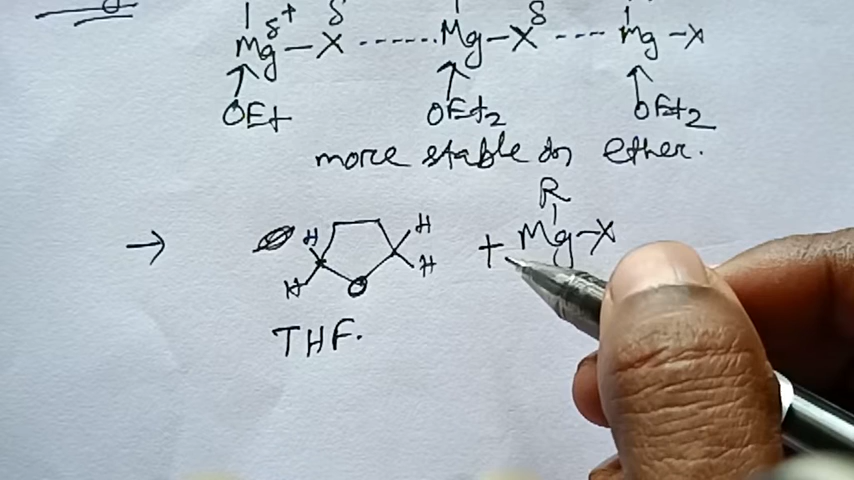 δ+ δ δ
Mg—X ------ Mg—X ---- Mg—X
OEt OEt2 OEt2
more stable in ether.
R
→ H H + Mg—X
H O H
THF.